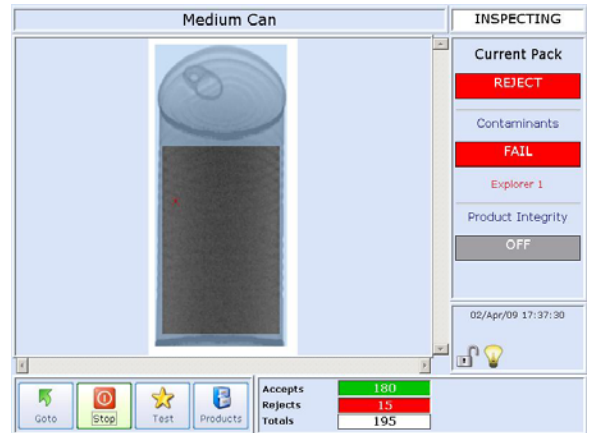 Medium Can
INSPECTING
Current Pack
REJECT
Contaminants
FAIL
Explorer 1
Product Integrity
OFF
02/Apr/09 17:37:30
Goto
Stop
Test
Products
Accepts 180
Rejects 15
Totals 195